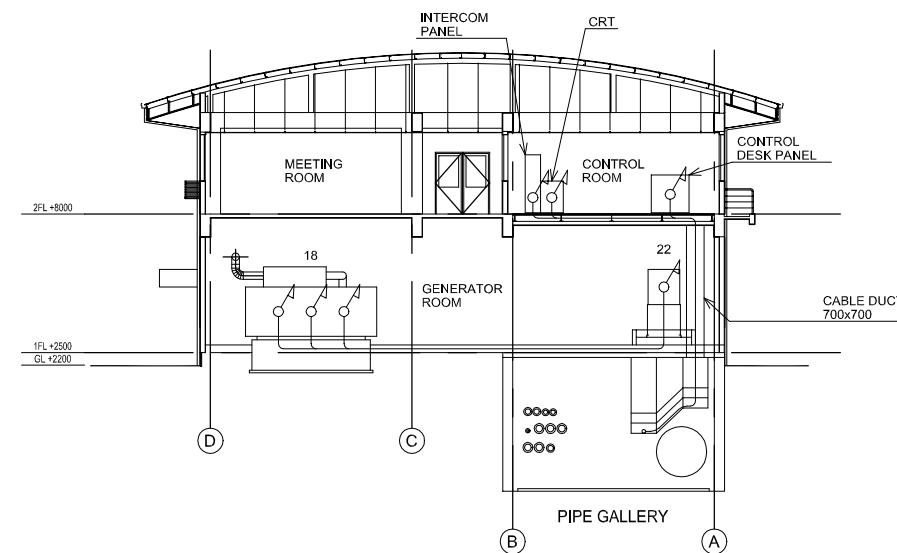 INTERCOM
PANEL
CRT
CONTROL
DESK PANEL
MEETING
ROOM
CONTROL
ROOM
2FL +8000
18
22
GENERATOR
ROOM
CABLE DUCT
700x700
1FL +2500
GL +2200
D
C
PIPE GALLERY
B
A